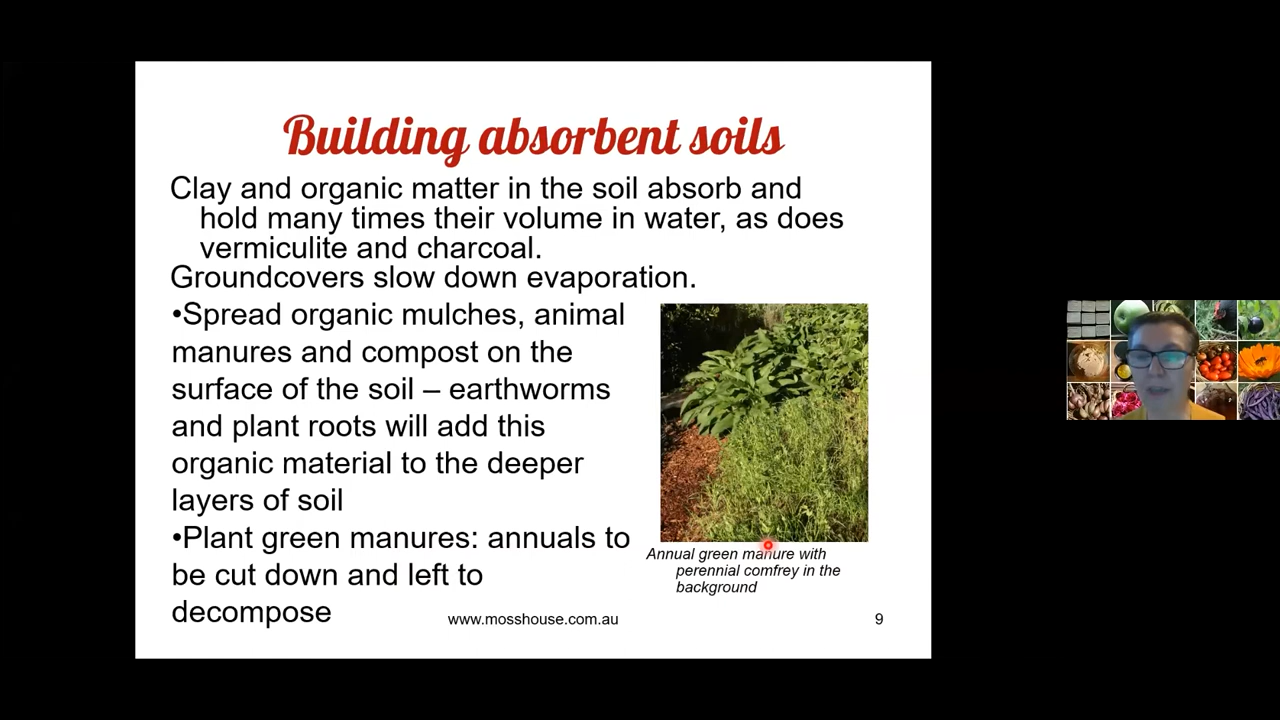 Building absorbent soils
Clay and organic matter in the soil absorb and
hold many times their volume in water, as does
vermiculite and charcoal.
Groundcovers slow down evaporation.
•Spread organic mulches, animal
manures and compost on the
surface of the soil – earthworms
and plant roots will add this
organic material to the deeper
layers of soil
•Plant green manures: annuals to
be cut down and left to
decompose
Annual green manure with
perennial comfrey in the
background
www.mosshouse.com.au
9